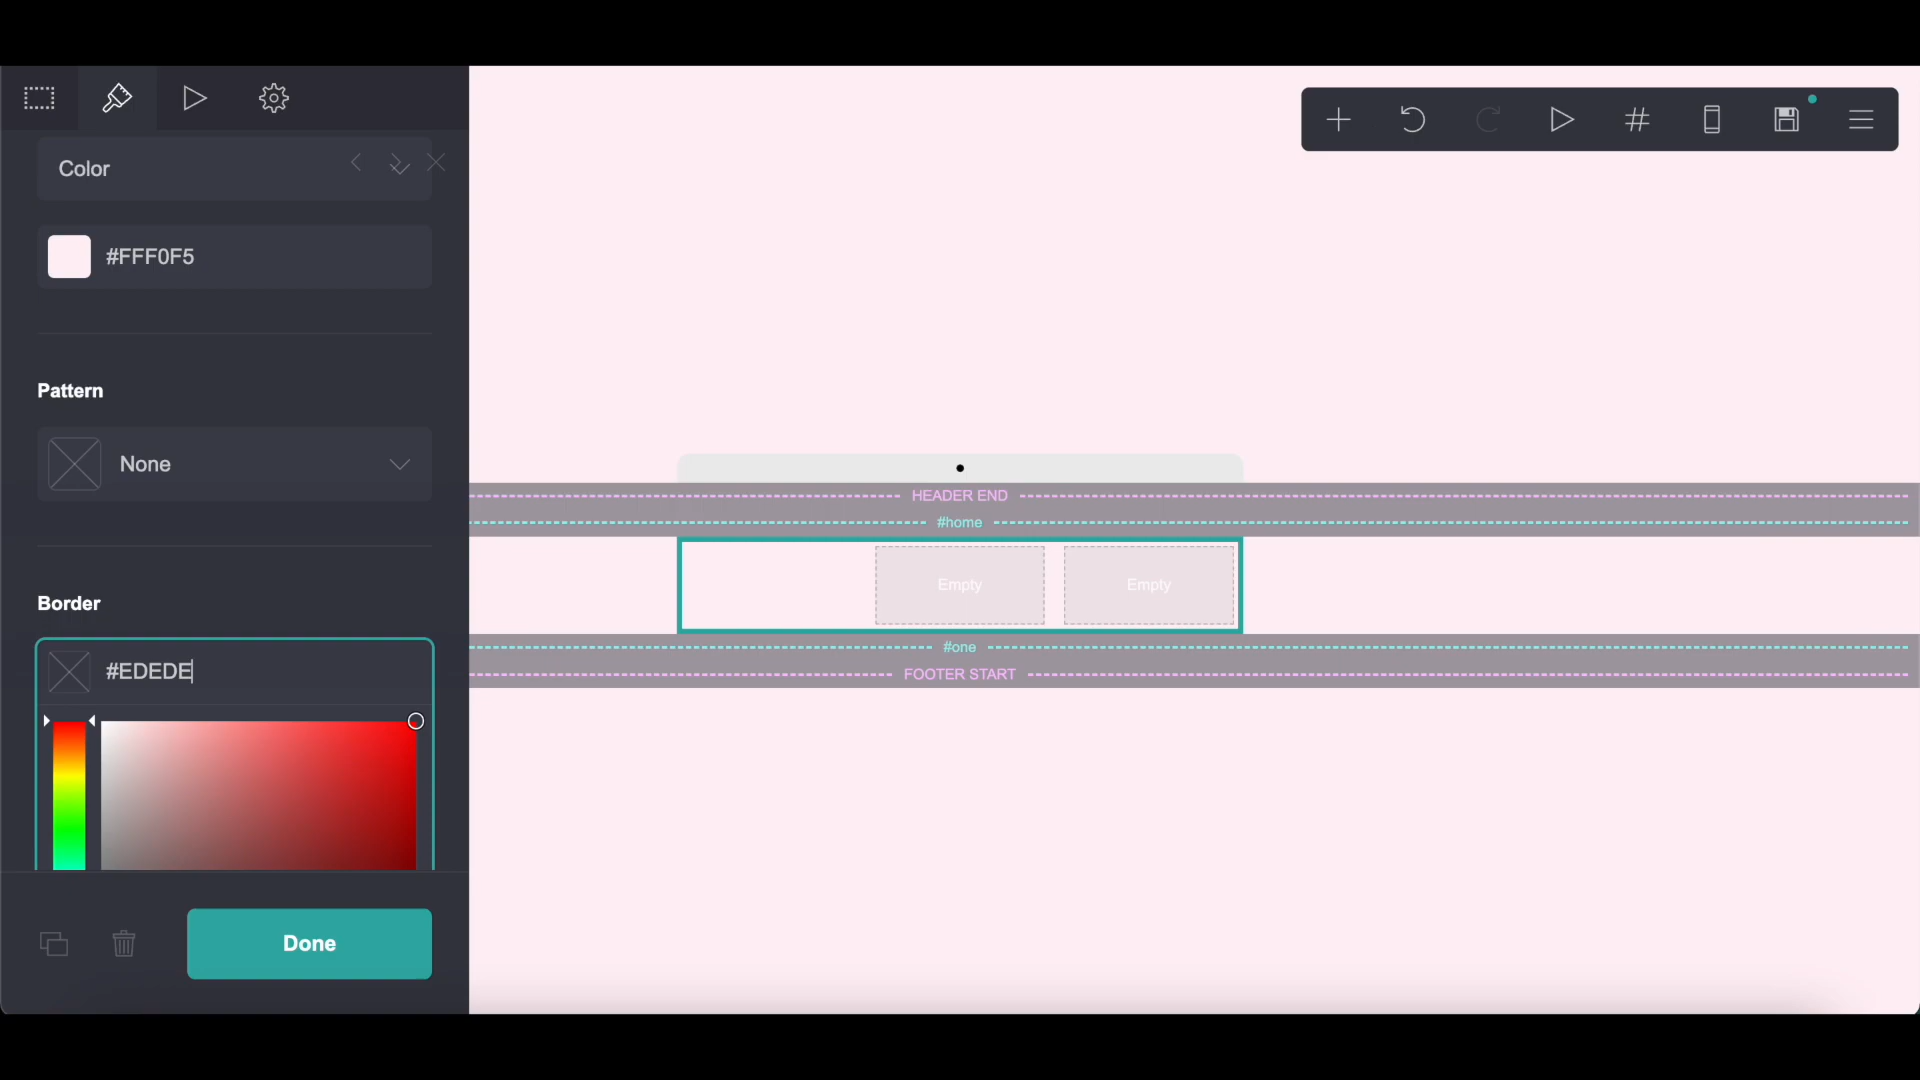 Color
#FFF0F5
Pattern
None
Border
#EDEDE
Done
HEADER END
#home
Empty Empty
#one
FOOTER START